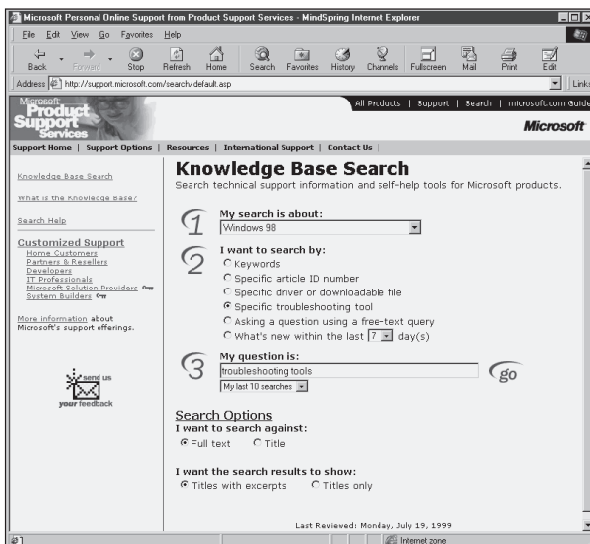 Microsoft Personal Online Support from Product Support Services - MindSpring Internet Explorer
File Edit View Go Favorites Help
Back Forward Stop Refresh Home Search Favorites History Channels Fullscreen Mail Print Edit
Address http://support.microsoft.com/search/default.asp Links
Microsoft
Product
Support
Services
All Products | Support | Search | microsoft.com Guide
Microsoft
Support Home | Support Options | Resources | International Support | Contact Us |
Knowledge Base Search
What is the Knowledge Base?
Search Help
Customized Support
Home Customers
Partners & Resellers
Developers
IT Professionals
Microsoft Solution Providers
System Builders
More information about
Microsoft's support offerings.
send us
your feedback
Knowledge Base Search
Search technical support information and self-help tools for Microsoft products.
1 My search is about:
Windows 98
2 I want to search by:
Keywords
Specific article ID number
Specific driver or downloadable file
Specific troubleshooting tool
Asking a question using a free-text query
What's new within the last 7 day(s)
3 My question is:
troubleshooting tools
go
My last 10 searches
Search Options
I want to search against:
Full text Title
I want the search results to show:
Titles with excerpts Titles only
Last Reviewed: Monday, July 19, 1999
Internet zone